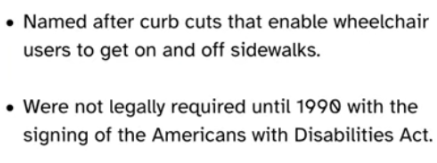 • Named after curb cuts that enable wheelchair
users to get on and off sidewalks.
• Were not legally required until 1990 with the
signing of the Americans with Disabilities Act.